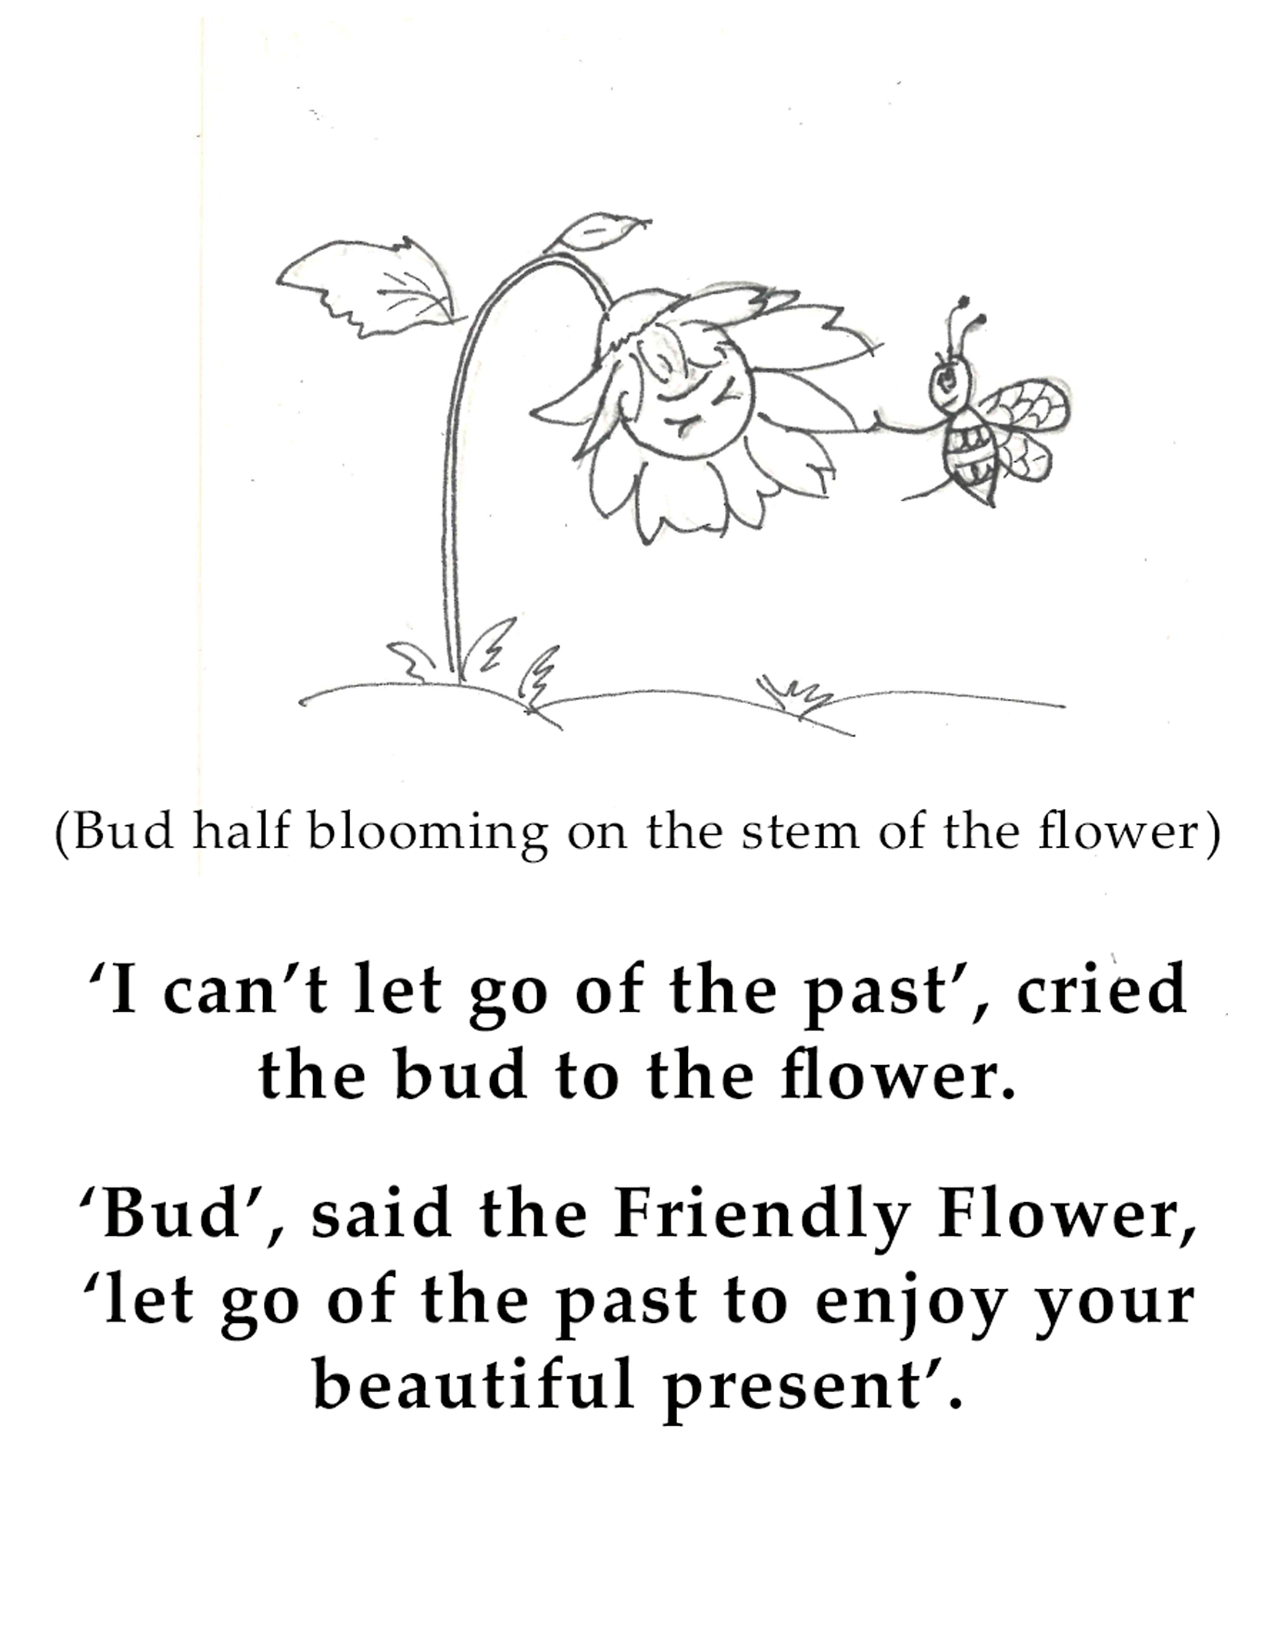 (Bud half blooming on the stem of the flower)
‘I can’t let go of the past’, cried
the bud to the flower.
‘Bud’, said the Friendly Flower,
‘let go of the past to enjoy your
beautiful present’.